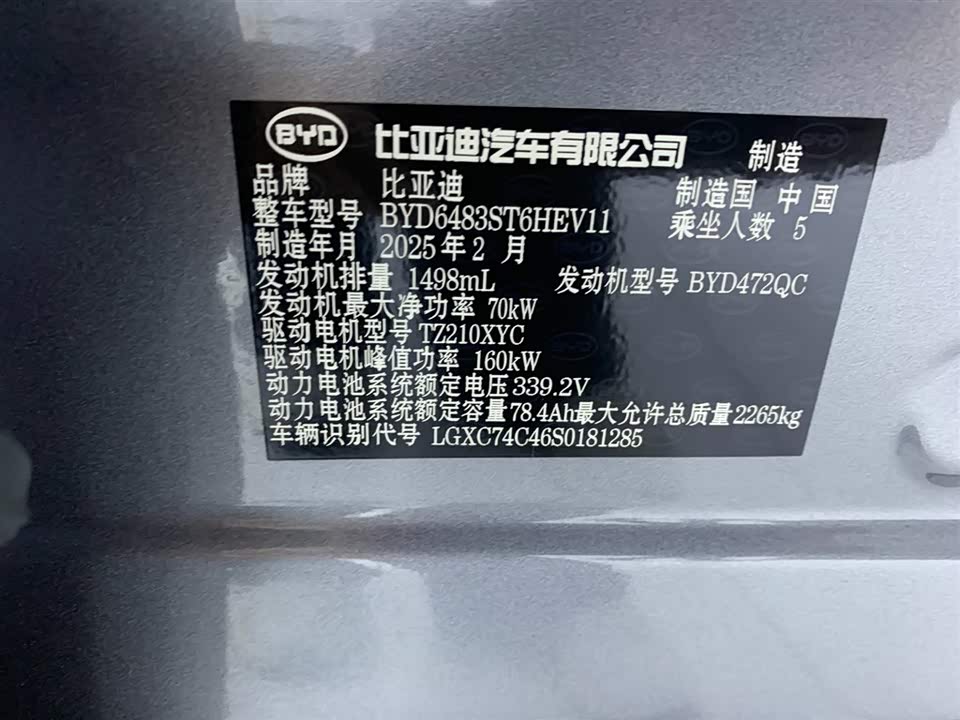 BYD 比亚迪汽车有限公司 制造
品牌 比亚迪 制造国 中国
整车型号 BYD6483ST6HEV11 乘坐人数 5
制造年月 2025年2月
发动机排量 1498mL 发动机型号 BYD472QC
发动机最大净功率 70kW
驱动电机型号 TZ210XYC
驱动电机峰值功率 160kW
动力电池系统额定电压 339.2V
动力电池系统额定容量 78.4Ah 最大允许总质量 2265kg
车辆识别代号 LGXC74C46S0181285